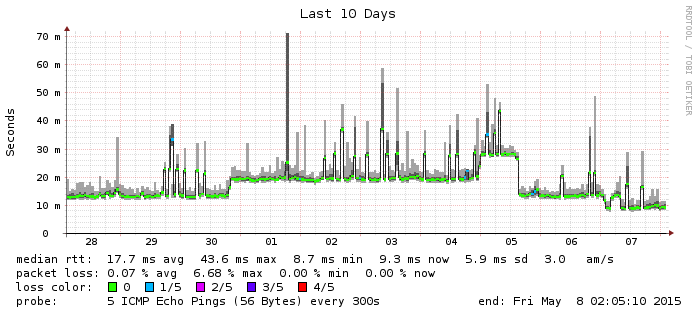 Last 10 Days
RRDTOOL / TOBI OETIKER
Seconds
70 m
60 m
50 m
40 m
30 m
20 m
10 m
0
28 29 30 01 02 03 04 05 06 07
median rtt: 17.7 ms avg 43.6 ms max 8.7 ms min 9.3 ms now 5.9 ms sd 3.0 am/s
packet loss: 0.07 % avg 6.68 % max 0.00 % min 0.00 % now
loss color: 0 1/5 2/5 3/5 4/5
probe: 5 ICMP Echo Pings (56 Bytes) every 300s end: Fri May 8 02:05:10 2015